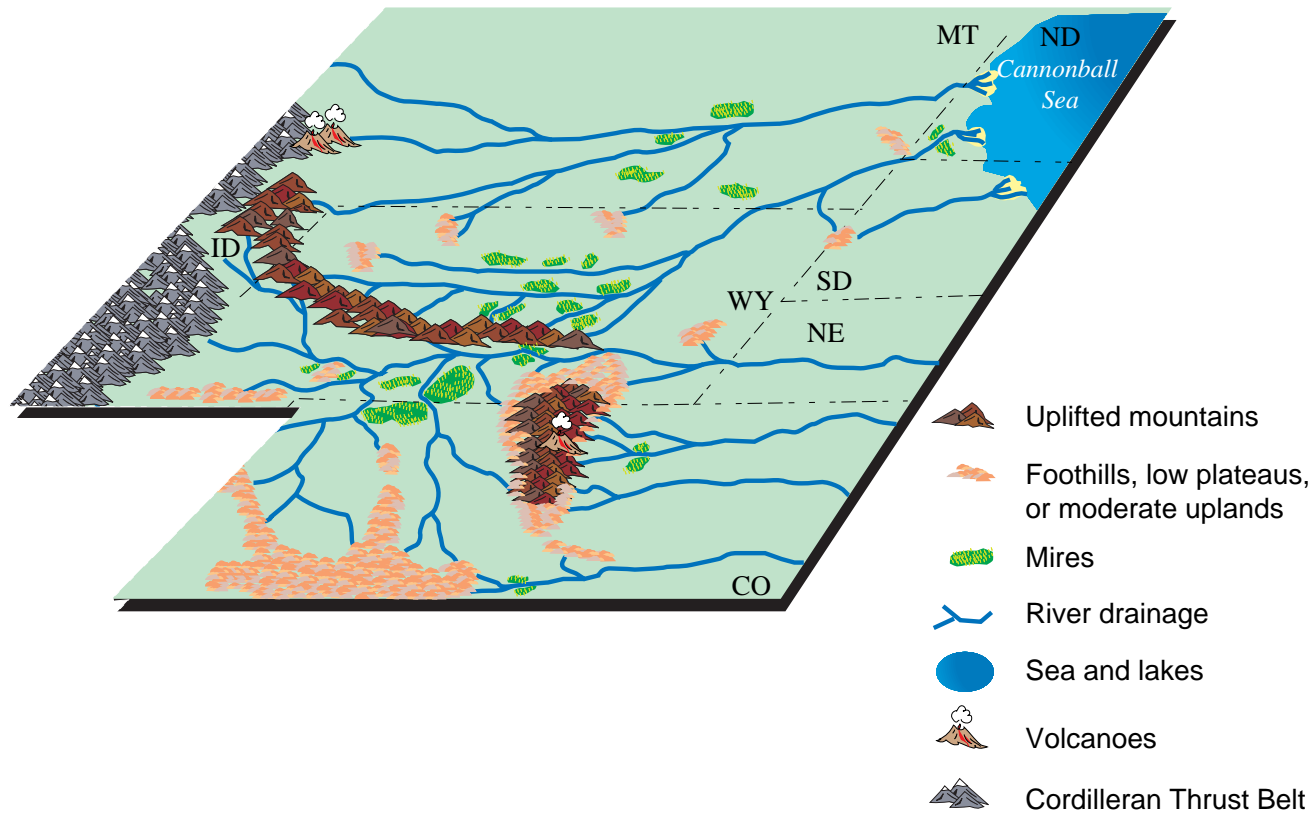 MT
ND
Cannonball
Sea
ID
SD
WY
NE
CO
Uplifted mountains
Foothills, low plateaus,
or moderate uplands
Mires
River drainage
Sea and lakes
Volcanoes
Cordilleran Thrust Belt